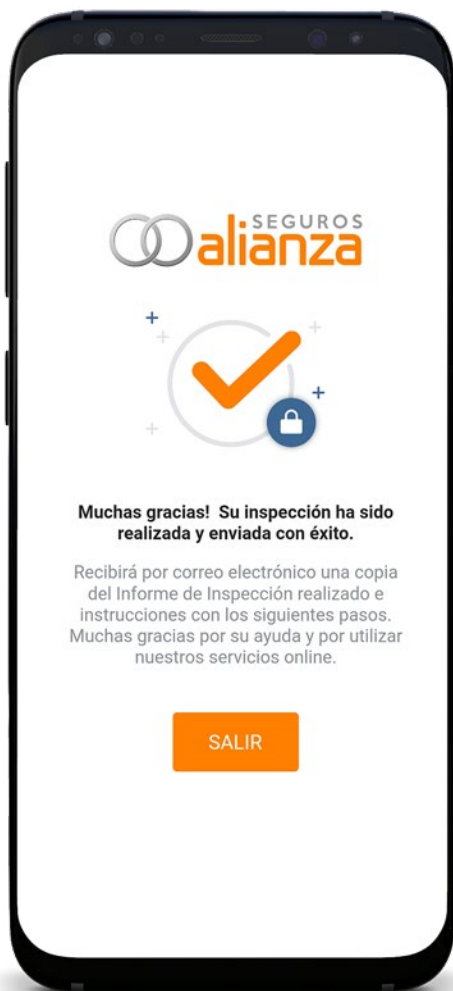 SEGUROS
alianza
Muchas gracias! Su inspección ha sido
realizada y enviada con éxito.
Recibirá por correo electrónico una copia
del Informe de Inspección realizado e
instrucciones con los siguientes pasos.
Muchas gracias por su ayuda y por utilizar
nuestros servicios online.
SALIR